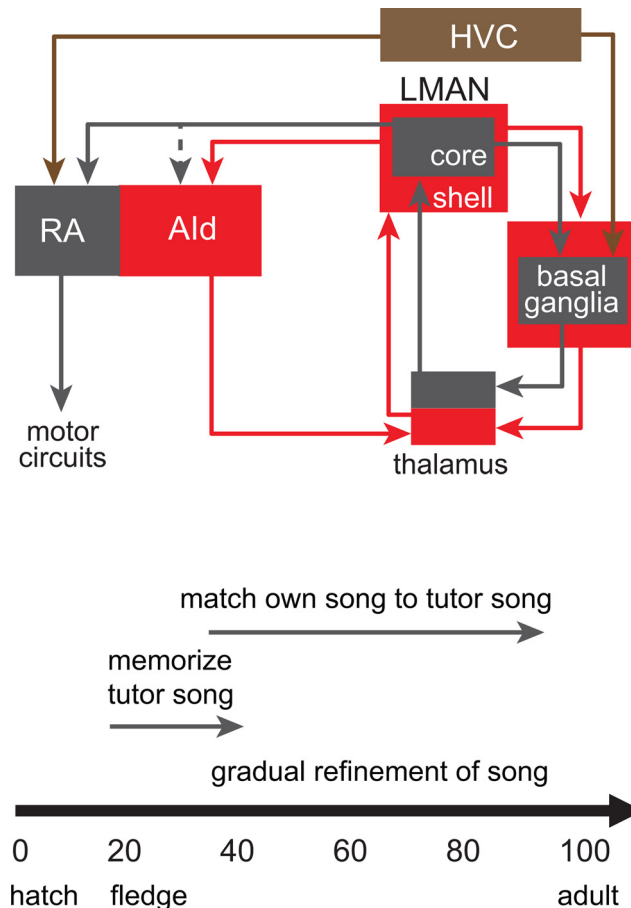 HVC
LMAN
core
shell
RA
AId
basal
ganglia
motor
circuits
thalamus
match own song to tutor song
memorize
tutor song
gradual refinement of song
0 20 40 60 80 100
hatch fledge adult